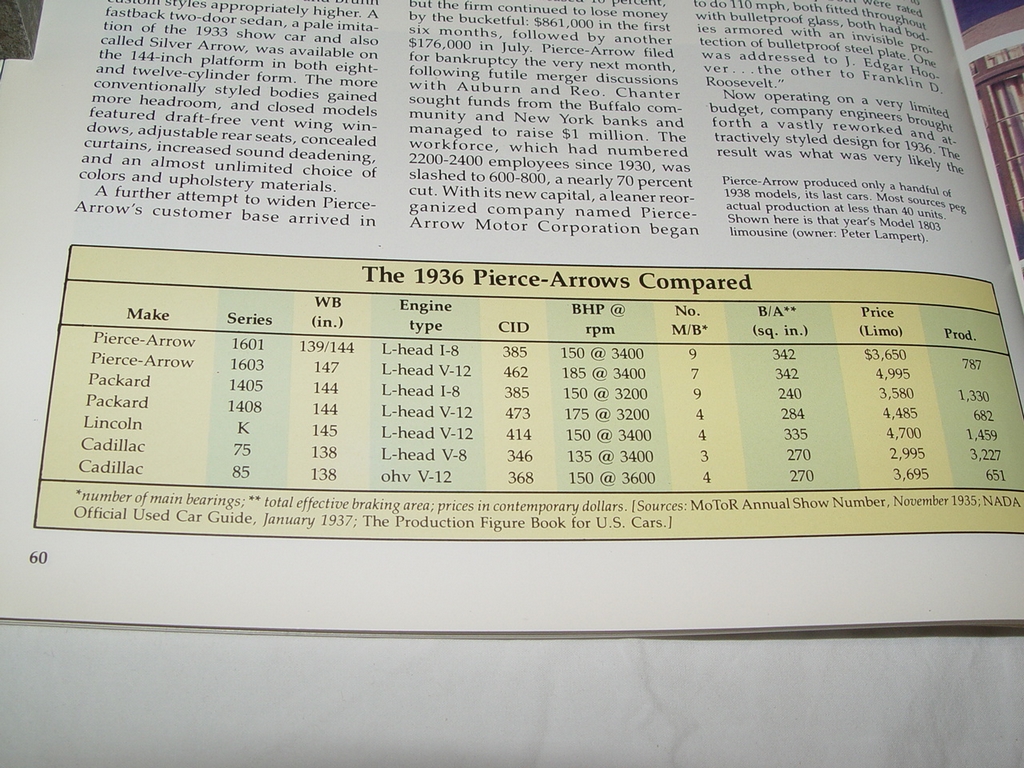 custom styles appropriately higher. A
fastback two-door sedan, a pale imita-
tion of the 1933 show car and also
called Silver Arrow, was available on
the 144-inch platform in both eight-
and twelve-cylinder form. The more
conventionally styled bodies gained
more headroom, and closed models
featured draft-free vent wing win-
dows, adjustable rear seats, concealed
curtains, increased sound deadening,
and an almost unlimited choice of
colors and upholstery materials.
A further attempt to widen Pierce-
Arrow's customer base arrived in
percent,
but the firm continued to lose money
by the bucketful: $861,000 in the first
six months, followed by another
$176,000 in July. Pierce-Arrow filed
for bankruptcy the very next month,
following futile merger discussions
with Auburn and Reo. Chanter
sought funds from the Buffalo com-
munity and New York banks and
managed to raise $1 million. The
workforce, which had numbered
2200-2400 employees since 1930, was
slashed to 600-800, a nearly 70 percent
cut. With its new capital, a leaner reor-
ganized company named Pierce-
Arrow Motor Corporation began
were rated
to do 110 mph, both fitted throughout
with bulletproof glass, both had bod-
ies armored with an invisible pro-
tection of bulletproof steel plate. One
was addressed to J. Edgar Hoo-
ver . . . the other to Franklin D.
Roosevelt."
Now operating on a very limited
budget, company engineers brought
forth a vastly reworked and at-
tractively styled design for 1936. The
result was what was very likely the
Pierce-Arrow produced only a handful of
1938 models, its last cars. Most sources peg
actual production at less than 40 units.
Shown here is that year's Model 1803
limousine (owner: Peter Lampert).
The 1936 Pierce-Arrows Compared
Make Series WB (in.) Engine type CID BHP @ rpm No. M/B* B/A** (sq. in.) Price (Limo) Prod.
Pierce-Arrow 1601 139/144 L-head I-8 385 150 @ 3400 9 342 $3,650 787
Pierce-Arrow 1603 147 L-head V-12 462 185 @ 3400 7 342 4,995
Packard 1405 144 L-head I-8 385 150 @ 3200 9 240 3,580 1,330
Packard 1408 144 L-head V-12 473 175 @ 3200 4 284 4,485 682
Lincoln K 145 L-head V-12 414 150 @ 3400 4 335 4,700 1,459
Cadillac 75 138 L-head V-8 346 135 @ 3400 3 270 2,995 3,227
Cadillac 85 138 ohv V-12 368 150 @ 3600 4 270 3,695 651
*number of main bearings; ** total effective braking area; prices in contemporary dollars. [Sources: MoToR Annual Show Number, November 1935; NADA
Official Used Car Guide, January 1937; The Production Figure Book for U.S. Cars.]
60